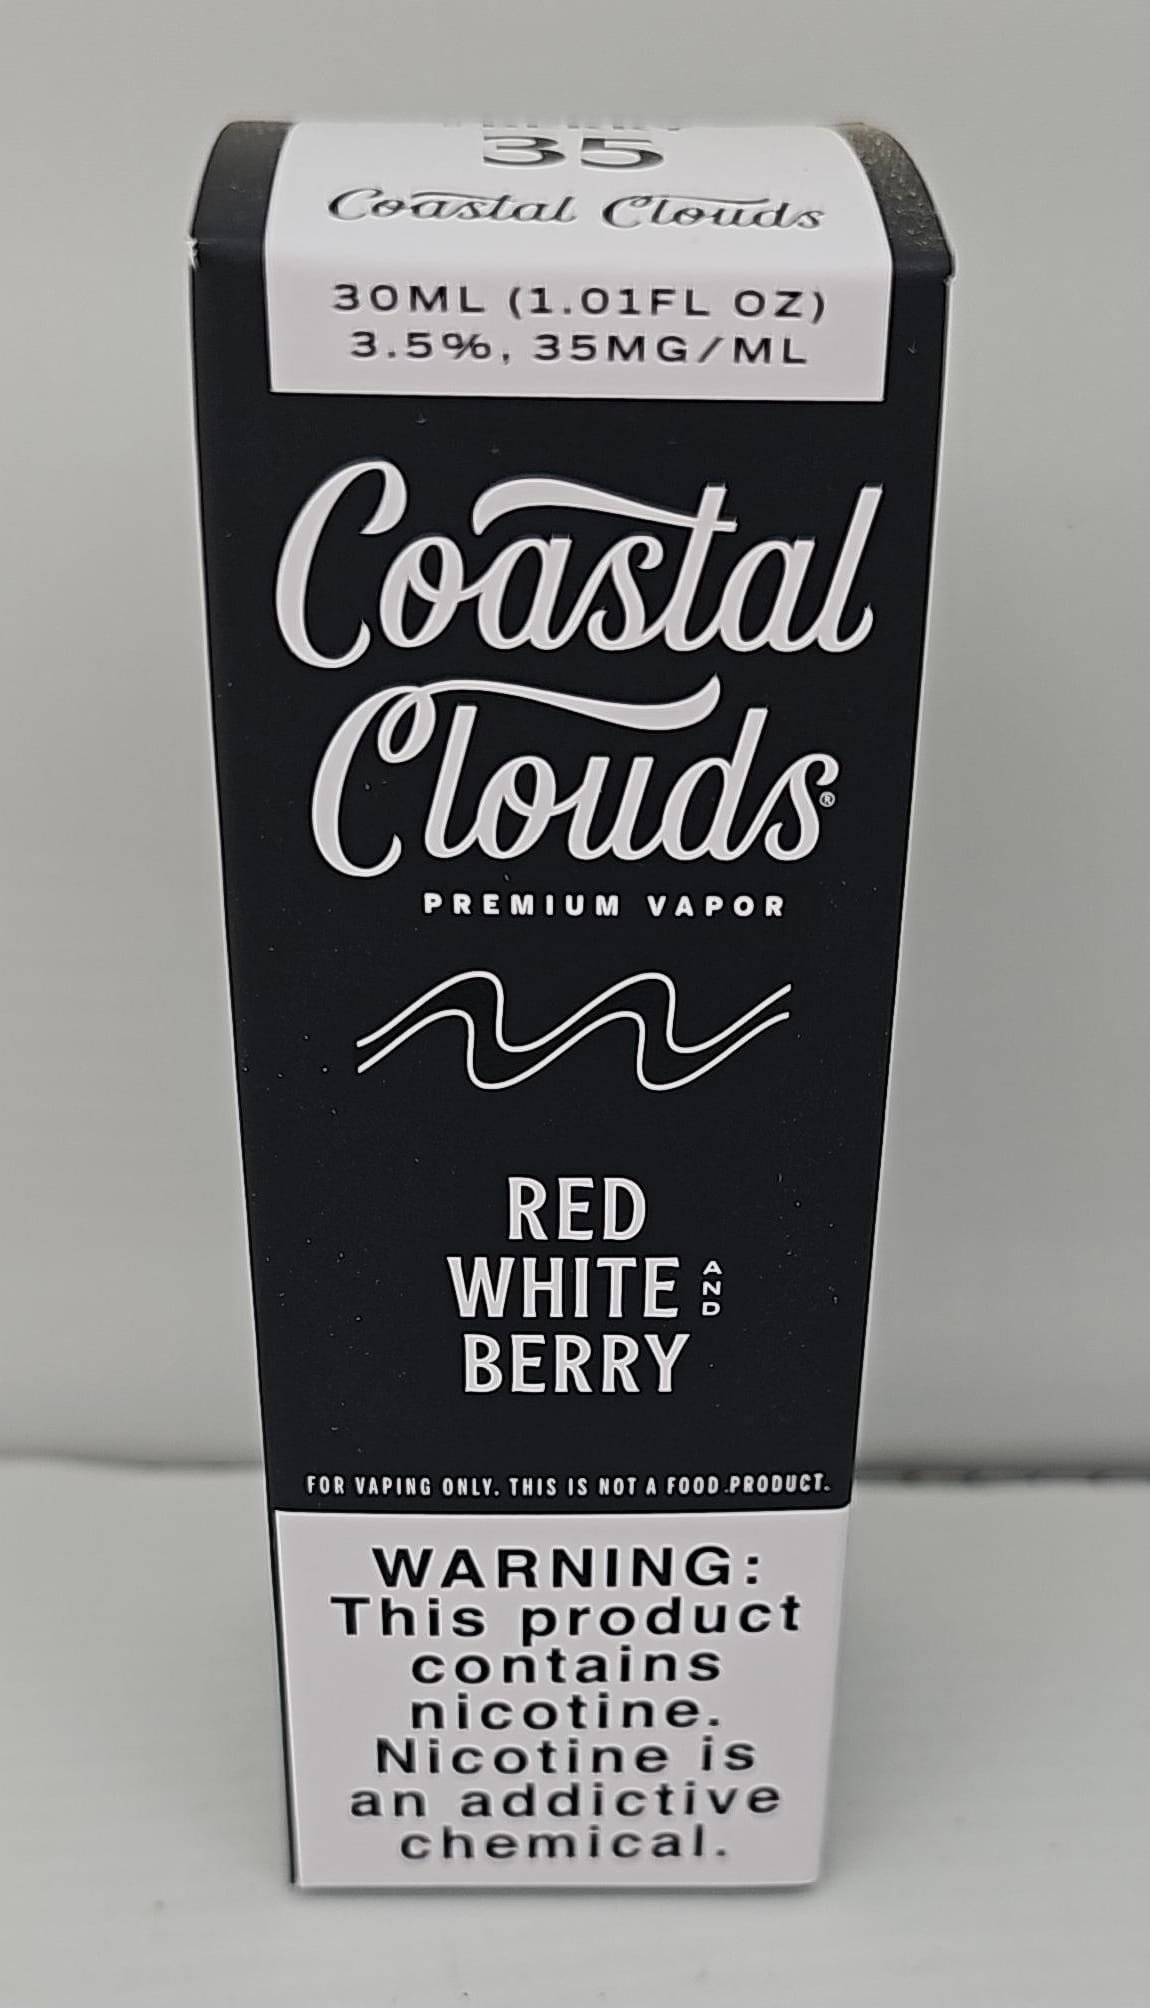 35
Coastal Clouds
30ML (1.01FL OZ)
3.5%, 35MG/ML
Coastal
Clouds®
PREMIUM VAPOR
RED
WHITE AND
BERRY
FOR VAPING ONLY. THIS IS NOT A FOOD PRODUCT.
WARNING:
This product
contains
nicotine.
Nicotine is
an addictive
chemical.